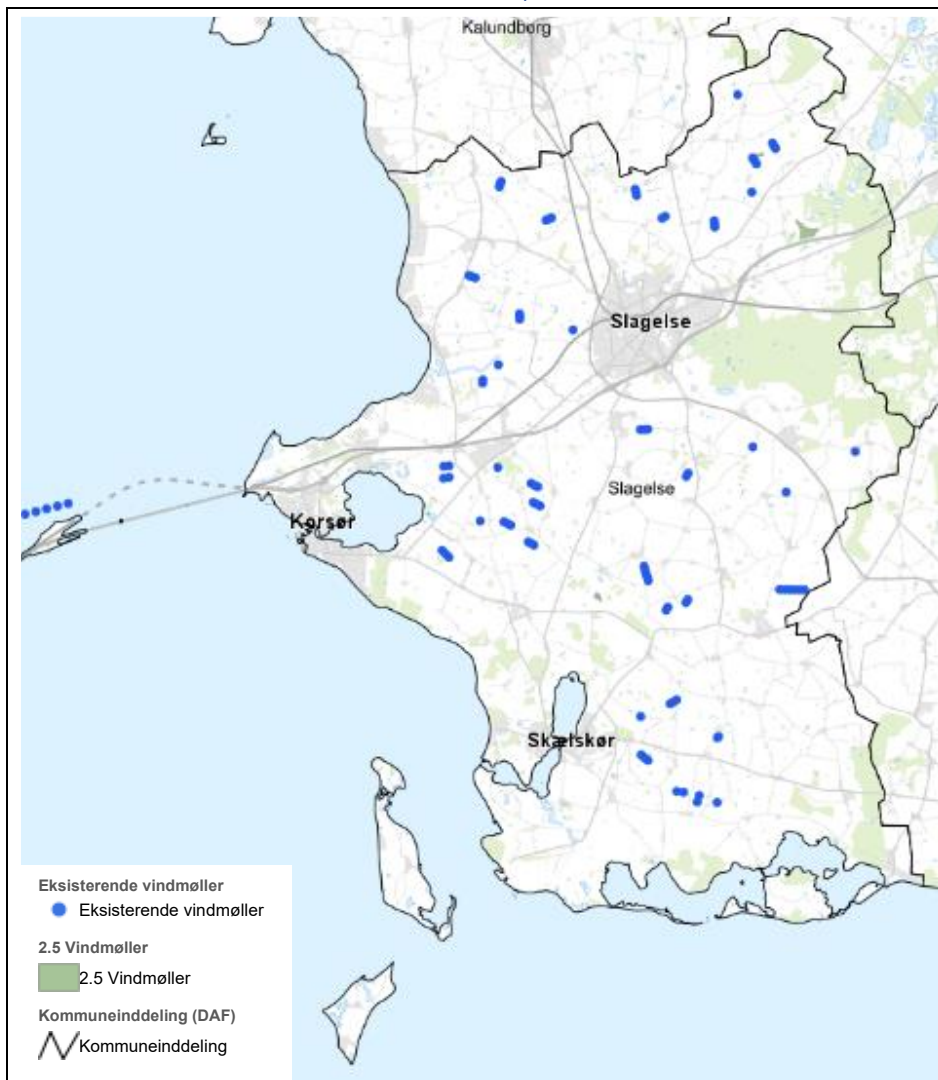 Kalundborg
Slagelse
Slagelse
Korsør
Skælskør
Eksisterende vindmøller
Eksisterende vindmøller
2.5 Vindmøller
2.5 Vindmøller
Kommuneinddeling (DAF)
Kommuneinddeling